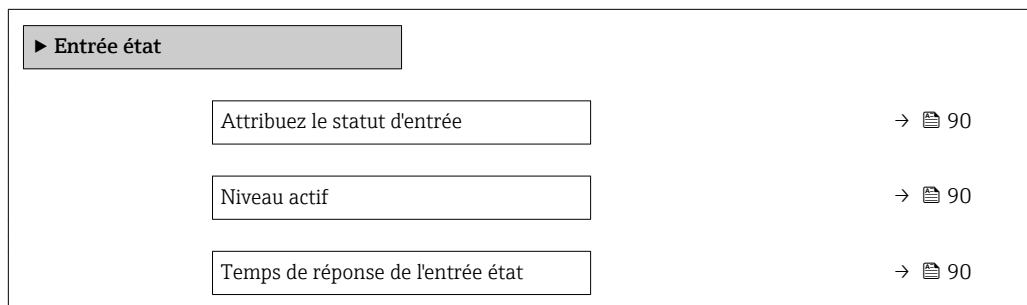 ▶ Entrée état
Attribuez le statut d'entrée → 90
Niveau actif → 90
Temps de réponse de l'entrée état → 90